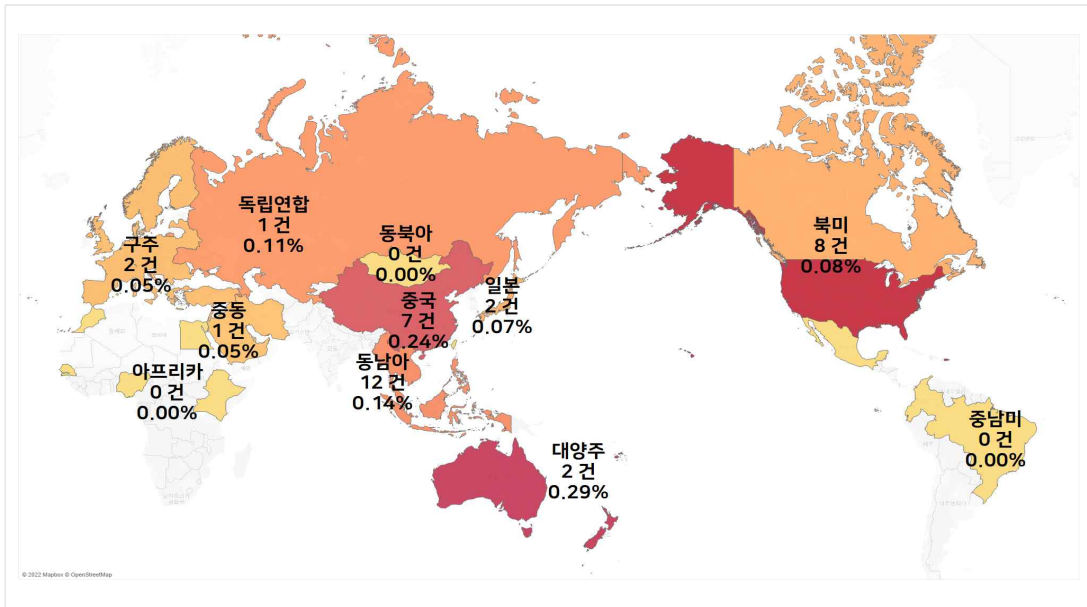 독립연합
1 건
0.11%
동북아
0 건
0.00%
구주
2 건
0.05%
중국
7 건
0.24%
일본
2 건
0.07%
중동
1 건
0.05%
아프리카
0 건
0.00%
동남아
12 건
0.14%
대양주
2 건
0.29%
북미
8 건
0.08%
중남미
0 건
0.00%
© 2022 Mapbox © OpenStreetMap